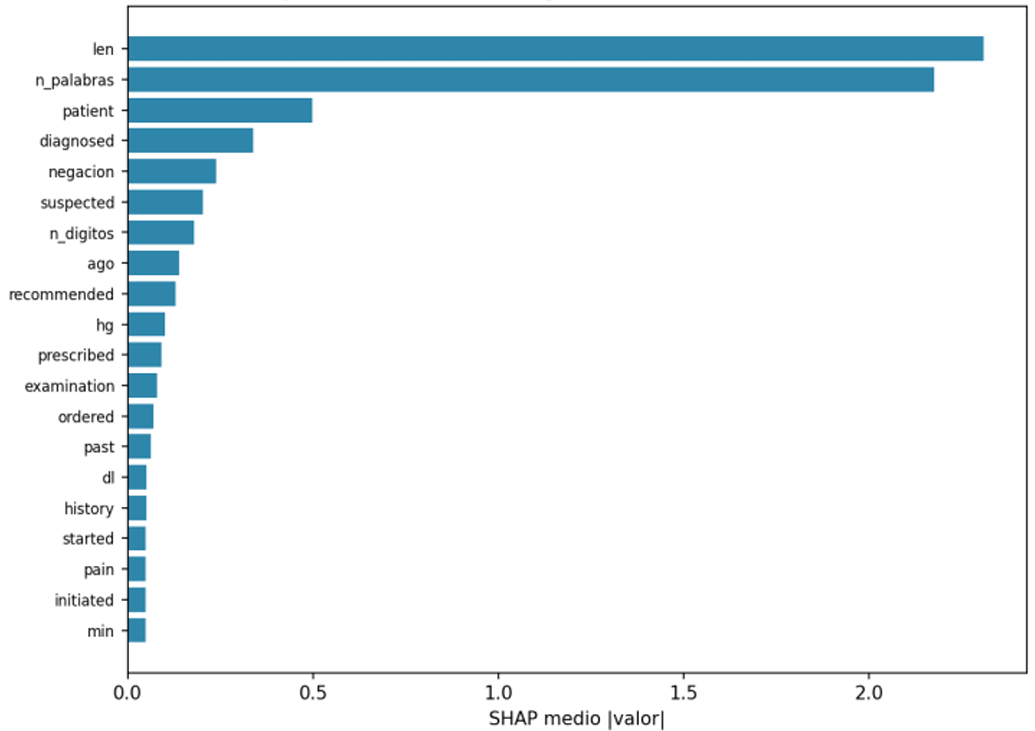 len
n_palabras
patient
diagnosed
negacion
suspected
n_digitos
ago
recommended
hg
prescribed
examination
ordered
past
dl
history
started
pain
initiated
min
0.0 0.5 1.0 1.5 2.0
SHAP medio |valor|